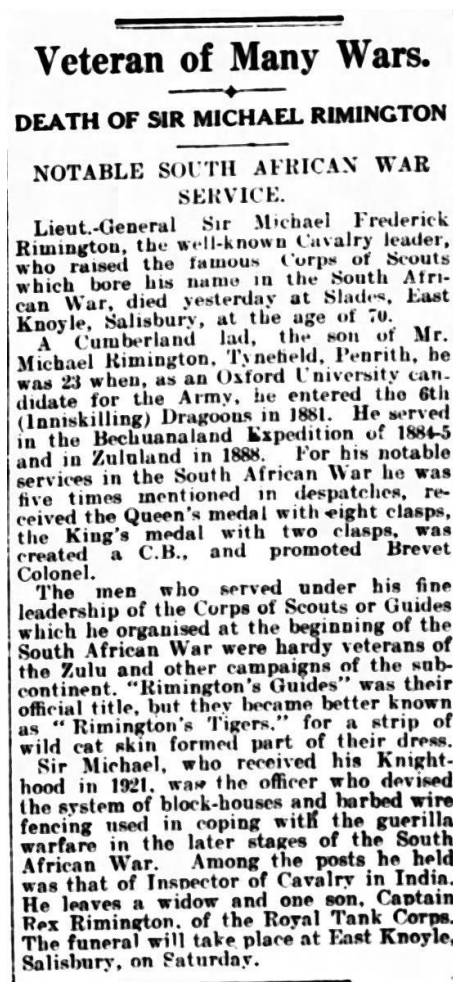 Veteran of Many Wars.
DEATH OF SIR MICHAEL RIMINGTON
NOTABLE SOUTH AFRICAN WAR
SERVICE.
Lieut.-General Sir Michael Frederick
Rimington, the well-known Cavalry leader,
who raised the famous Corps of Scouts
which bore his name in the South Afri-
can War, died yesterday at Slades, East
Knoyle, Salisbury, at the age of 70.
A Cumberland lad, the son of Mr.
Michael Rimington, Tynefield, Penrith, he
was 23 when, as an Oxford University can-
didate for the Army, he entered the 6th
(Inniskilling) Dragoons in 1881. He served
in the Bechuanaland Expedition of 1884-5
and in Zululand in 1888. For his notable
services in the South African War he was
five times mentioned in despatches, re-
ceived the Queen's medal with eight clasps,
the King's medal with two clasps, was
created a C.B., and promoted Brevet
Colonel.
The men who served under his fine
leadership of the Corps of Scouts or Guides
which he organised at the beginning of the
South African War were hardy veterans of
the Zulu and other campaigns of the sub-
continent. "Rimington's Guides" was their
official title, but they became better known
as "Rimington's Tigers," for a strip of
wild cat skin formed part of their dress.
Sir Michael, who received his Knight-
hood in 1921, was the officer who devised
the system of block-houses and barbed wire
fencing used in coping with the guerilla
warfare in the later stages of the South
African War. Among the posts he held
was that of Inspector of Cavalry in India.
He leaves a widow and one son, Captain
Rex Rimington, of the Royal Tank Corps.
The funeral will take place at East Knoyle,
Salisbury, on Saturday.